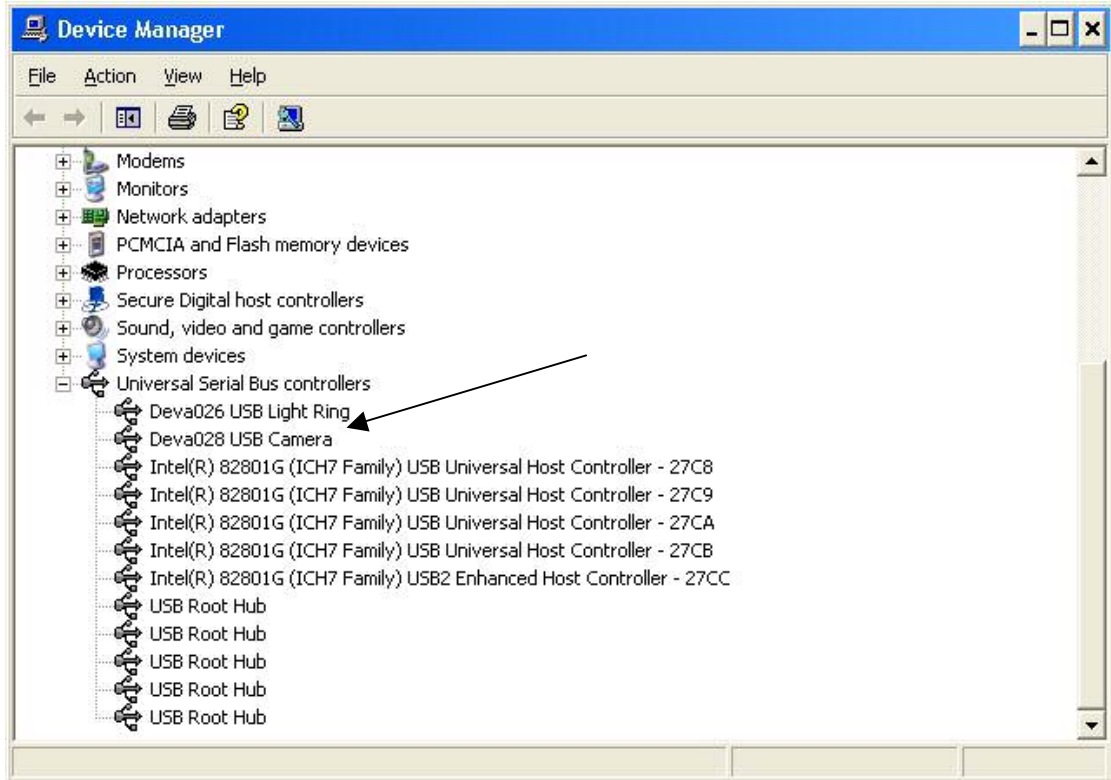 Device Manager
File Action View Help
Modems
Monitors
Network adapters
PCMCIA and Flash memory devices
Processors
Secure Digital host controllers
Sound, video and game controllers
System devices
Universal Serial Bus controllers
Deva026 USB Light Ring
Deva028 USB Camera
Intel(R) 82801G (ICH7 Family) USB Universal Host Controller - 27C8
Intel(R) 82801G (ICH7 Family) USB Universal Host Controller - 27C9
Intel(R) 82801G (ICH7 Family) USB Universal Host Controller - 27CA
Intel(R) 82801G (ICH7 Family) USB Universal Host Controller - 27CB
Intel(R) 82801G (ICH7 Family) USB2 Enhanced Host Controller - 27CC
USB Root Hub
USB Root Hub
USB Root Hub
USB Root Hub
USB Root Hub